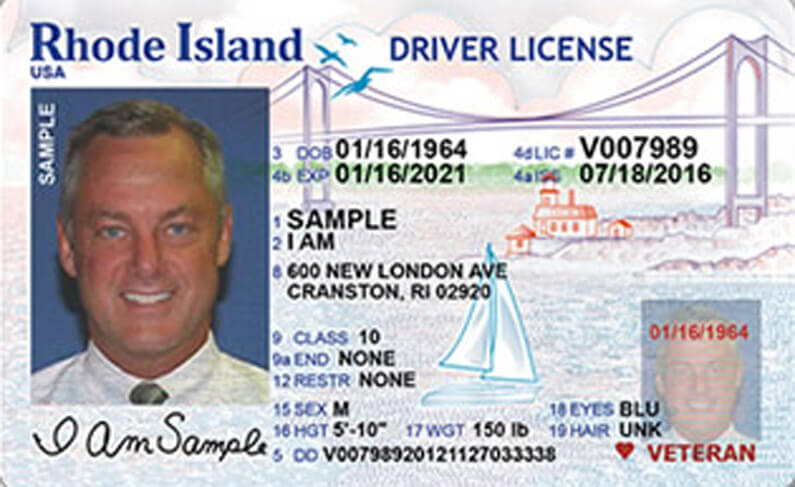 Rhode Island DRIVER LICENSE
USA
SAMPLE
3 DOB 01/16/1964 4d LIC # V007989
4b EXP 01/16/2021 4a ISS 07/18/2016
1 SAMPLE
2 I AM
8 600 NEW LONDON AVE
CRANSTON, RI 02920
01/16/1964
9 CLASS 10
9a END NONE
12 RESTR NONE
15 SEX M 18 EYES BLU
16 HGT 5'-10" 17 WGT 150 lb 19 HAIR UNK
I Am Sample
5 DD V00798920121127033338 VETERAN